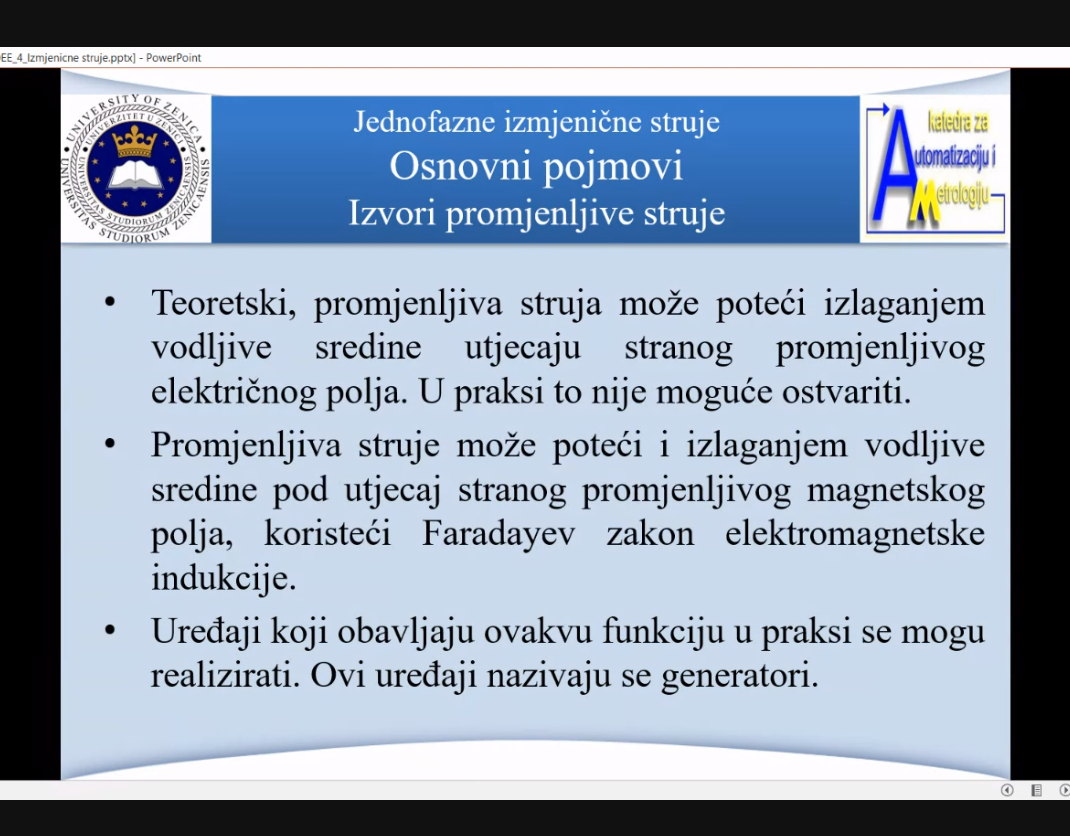 EE_4_Izmjenicne struje.pptx] - PowerPoint
UNIVERSITY OF ZENICA
UNIVERZITET U ZENICI
UNIVERSITAS STUDIORUM ZENICAENSIS
Jednofazne izmjenične struje
Osnovni pojmovi
Izvori promjenljive struje
katedra za
Automatizaciju i
Metrologiju
• Teoretski, promjenljiva struja može poteći izlaganjem
vodljive sredine utjecaju stranog promjenljivog
električnog polja. U praksi to nije moguće ostvariti.
• Promjenljiva struje može poteći i izlaganjem vodljive
sredine pod utjecaj stranog promjenljivog magnetskog
polja, koristeći Faradayev zakon elektromagnetske
indukcije.
• Uređaji koji obavljaju ovakvu funkciju u praksi se mogu
realizirati. Ovi uređaji nazivaju se generatori.